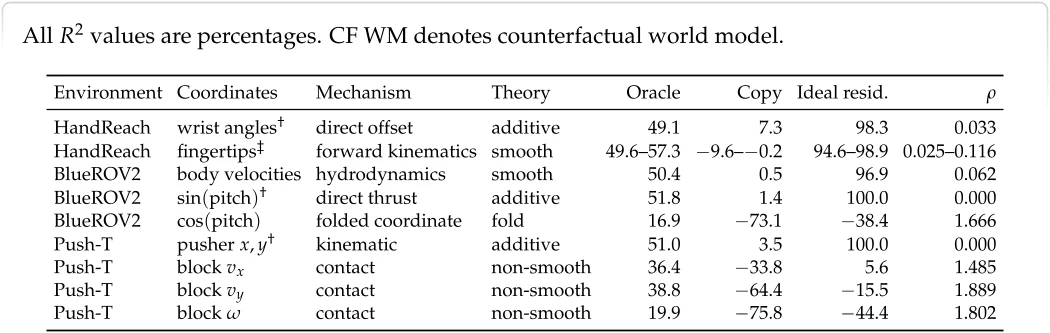 All R² values are percentages. CF WM denotes counterfactual world model.
Environment Coordinates Mechanism Theory Oracle Copy Ideal resid. ρ
HandReach wrist angles† direct offset additive 49.1 7.3 98.3 0.033
HandReach fingertips‡ forward kinematics smooth 49.6–57.3 −9.6–−0.2 94.6–98.9 0.025–0.116
BlueROV2 body velocities hydrodynamics smooth 50.4 0.5 96.9 0.062
BlueROV2 sin(pitch)† direct thrust additive 51.8 1.4 100.0 0.000
BlueROV2 cos(pitch) folded coordinate fold 16.9 −73.1 −38.4 1.666
Push-T pusher x, y† kinematic additive 51.0 3.5 100.0 0.000
Push-T block vₓ contact non-smooth 36.4 −33.8 5.6 1.485
Push-T block v_y contact non-smooth 38.8 −64.4 −15.5 1.889
Push-T block ω contact non-smooth 19.9 −75.8 −44.4 1.802